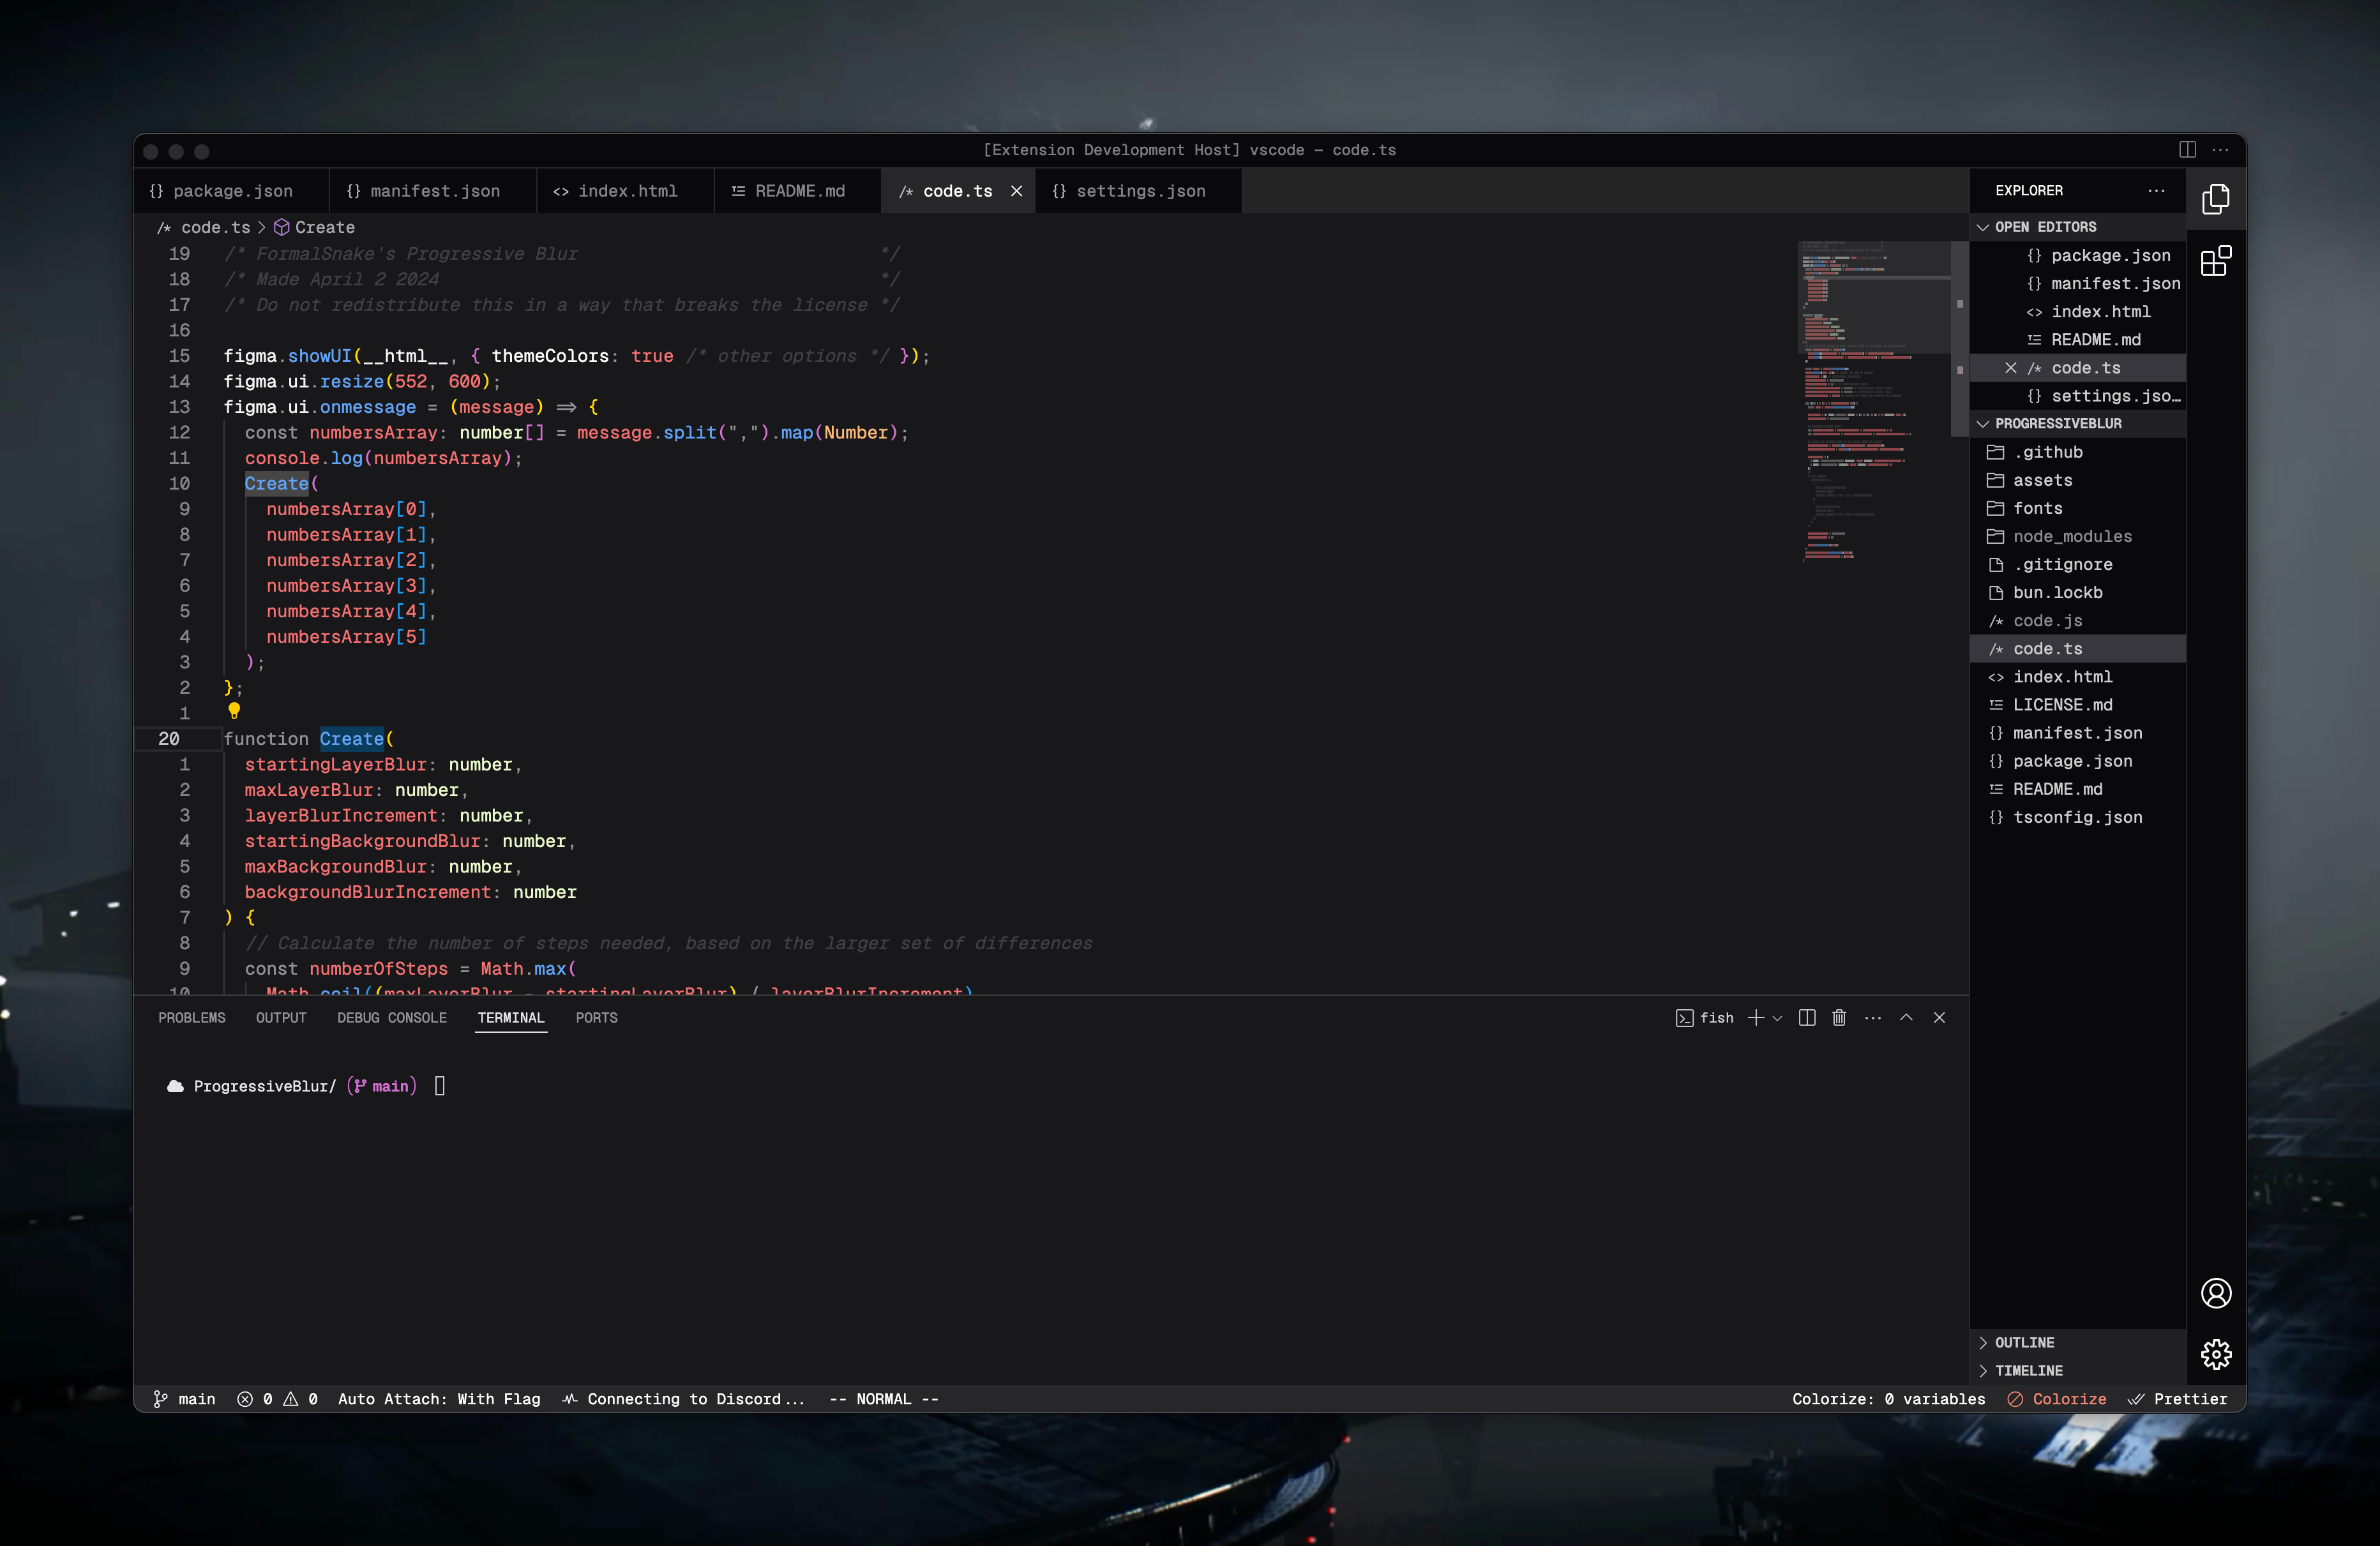 [Extension Development Host] vscode — code.ts
{} package.json
{} manifest.json
<> index.html
README.md
/* code.ts
{} settings.json
/* code.ts > Create
19 /* FormalSnake's Progressive Blur */
18 /* Made April 2 2024 */
17 /* Do not redistribute this in a way that breaks the license */
16
15 figma.showUI(__html__, { themeColors: true /* other options */ });
14 figma.ui.resize(552, 600);
13 figma.ui.onmessage = (message) => {
12 const numbersArray: number[] = message.split(",").map(Number);
11 console.log(numbersArray);
10 Create(
9 numbersArray[0],
8 numbersArray[1],
7 numbersArray[2],
6 numbersArray[3],
5 numbersArray[4],
4 numbersArray[5]
3 );
2 };
1
20 function Create(
1 startingLayerBlur: number,
2 maxLayerBlur: number,
3 layerBlurIncrement: number,
4 startingBackgroundBlur: number,
5 maxBackgroundBlur: number,
6 backgroundBlurIncrement: number
7 ) {
8 // Calculate the number of steps needed, based on the larger set of differences
9 const numberOfSteps = Math.max(
10 Math.ceil((maxLayerBlur - startingLayerBlur) / layerBlurIncrement)
PROBLEMS
OUTPUT
DEBUG CONSOLE
TERMINAL
PORTS
fish
ProgressiveBlur/ (main)
EXPLORER
OPEN EDITORS
{} package.json
{} manifest.json
<> index.html
README.md
/* code.ts
{} settings.jso...
PROGRESSIVEBLUR
.github
assets
fonts
node_modules
.gitignore
bun.lockb
/* code.js
/* code.ts
<> index.html
LICENSE.md
{} manifest.json
{} package.json
README.md
{} tsconfig.json
OUTLINE
TIMELINE
main
0 0
Auto Attach: With Flag
Connecting to Discord...
-- NORMAL --
Colorize: 0 variables
Colorize
Prettier